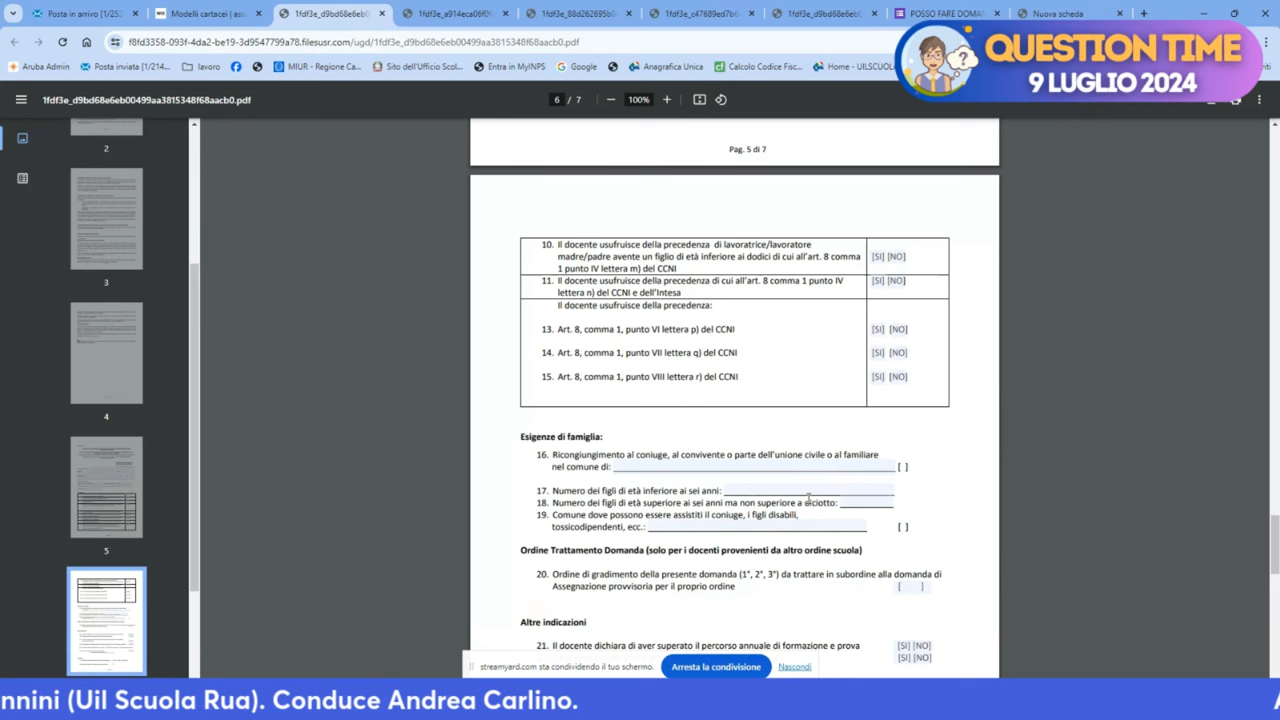 Posta in arrivo (1/252
Modelli cartacei | ass
1fdf3e_d9bd68e6eb0
1fdf3e_a914eca06f0
1fdf3e_88d262695b
1fdf3e_c47689ed7b
1fdf3e_d9bd68e6eb
POSSO FARE DOMA
Nuova scheda
f8fd3358-093f-4da2-be19-3d9547799a78.filesusr.com/ugd/1fdf3e_d9bd68e6eb00499aa3815348f68aacb0.pdf
Aruba Admin
Posta inviata [1/214...
lavoro
MIUR - Regione Ca...
Sito dell'Ufficio Scol...
Entra in MyINPS
Google
Anagrafica Unica
Calcolo Codice Fisc...
Home - UILSCUOL
QUESTION TIME
9 LUGLIO 2024
1fdf3e_d9bd68e6eb00499aa3815348f68aacb0.pdf
6 / 7
100%
2
3
4
5
Pag. 5 di 7
10. Il docente usufruisce della precedenza di lavoratrice/lavoratore
madre/padre avente un figlio di età inferiore ai dodici di cui all'art. 8 comma
1 punto IV lettera m) del CCNI
[SI] [NO]
11. Il docente usufruisce della precedenza di cui all'art. 8 comma 1 punto IV
lettera n) del CCNI e dell'Intesa
[SI] [NO]
Il docente usufruisce della precedenza:
13. Art. 8, comma 1, punto VI lettera p) del CCNI [SI] [NO]
14. Art. 8, comma 1, punto VII lettera q) del CCNI [SI] [NO]
15. Art. 8, comma 1, punto VIII lettera r) del CCNI [SI] [NO]
Esigenze di famiglia:
16. Ricongiungimento al coniuge, al convivente o parte dell'unione civile o al familiare
nel comune di: [ ]
17. Numero dei figli di età inferiore ai sei anni:
18. Numero dei figli di età superiore ai sei anni ma non superiore a diciotto:
19. Comune dove possono essere assistiti il coniuge, i figli disabili,
tossicodipendenti, ecc.: [ ]
Ordine Trattamento Domanda (solo per i docenti provenienti da altro ordine scuola)
20. Ordine di gradimento della presente domanda (1°, 2°, 3°) da trattare in subordine alla domanda di
Assegnazione provvisoria per il proprio ordine [ ]
Altre indicazioni
21. Il docente dichiara di aver superato il percorso annuale di formazione e prova [SI] [NO]
[SI] [NO]
streamyard.com sta condividendo il tuo schermo.
Arresta la condivisione
Nascondi
nnini (Uil Scuola Rua). Conduce Andrea Carlino.